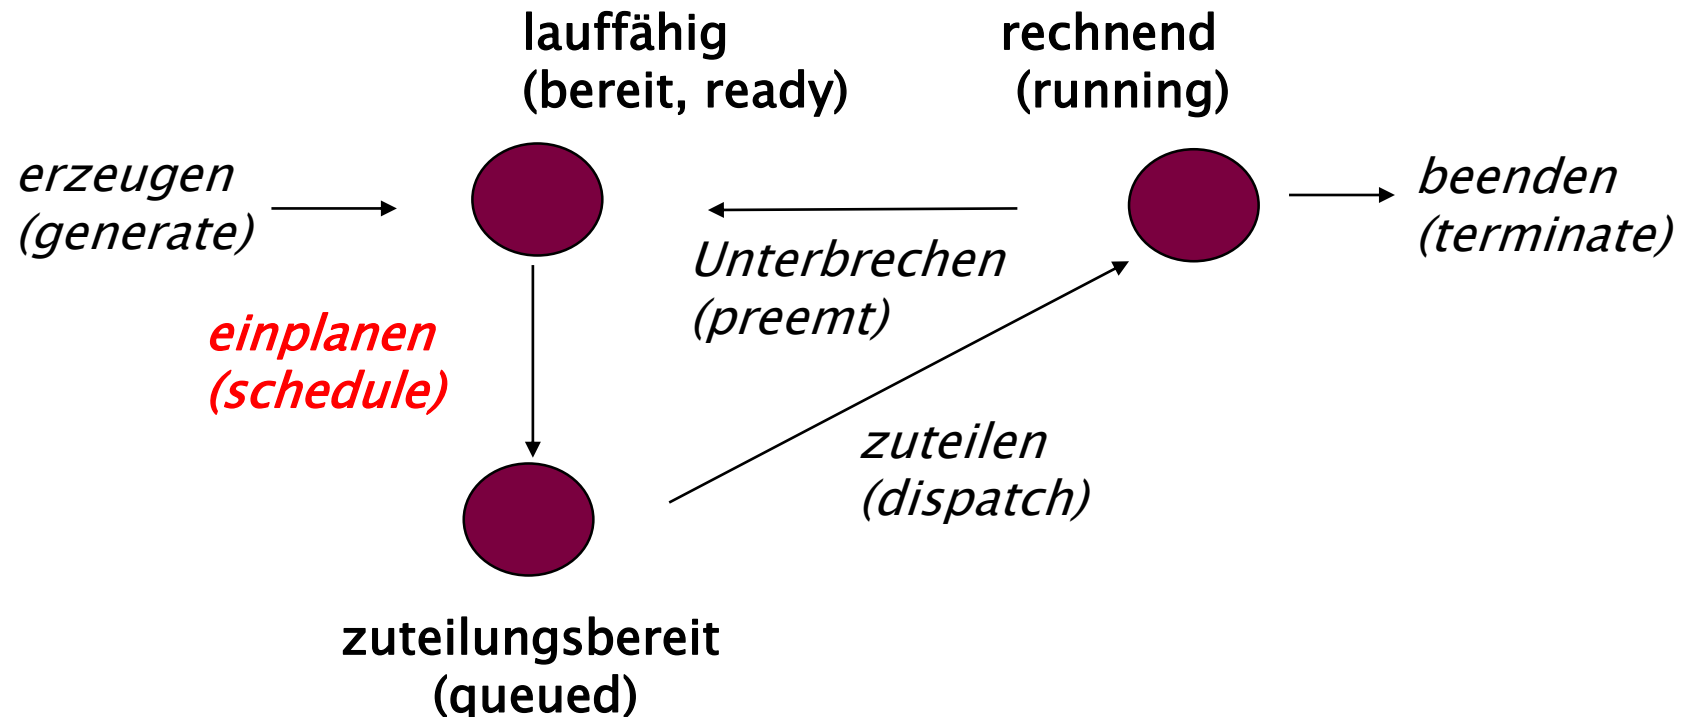 lauffähig
(bereit, ready)
rechnend
(running)
erzeugen
(generate)
beenden
(terminate)
Unterbrechen
(preemt)
einplanen
(schedule)
zuteilen
(dispatch)
zuteilungsbereit
(queued)